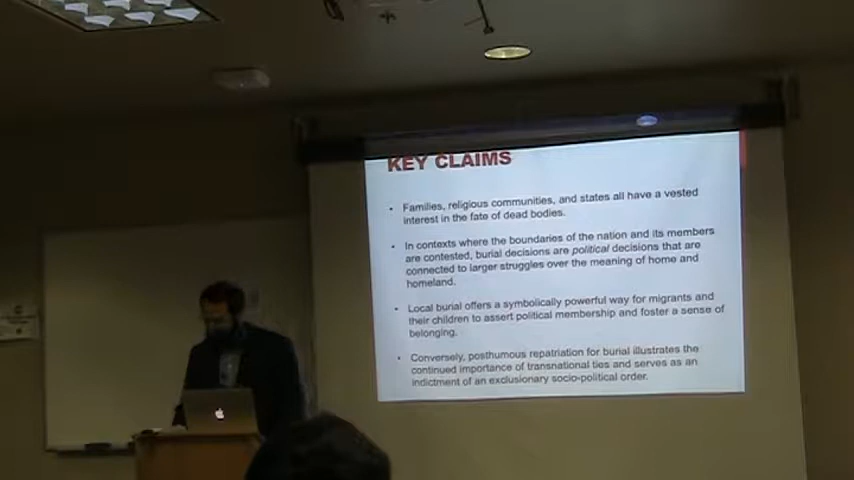 KEY CLAIMS
• Families, religious communities, and states all have a vested
interest in the fate of dead bodies.
• In contexts where the boundaries of the nation and its members
are contested, burial decisions are political decisions that are
connected to larger struggles over the meaning of home and
homeland.
• Local burial offers a symbolically powerful way for migrants and
their children to assert political membership and foster a sense of
belonging.
• Conversely, posthumous repatriation for burial illustrates the
continued importance of transnational ties and serves as an
indictment of an exclusionary socio-political order.